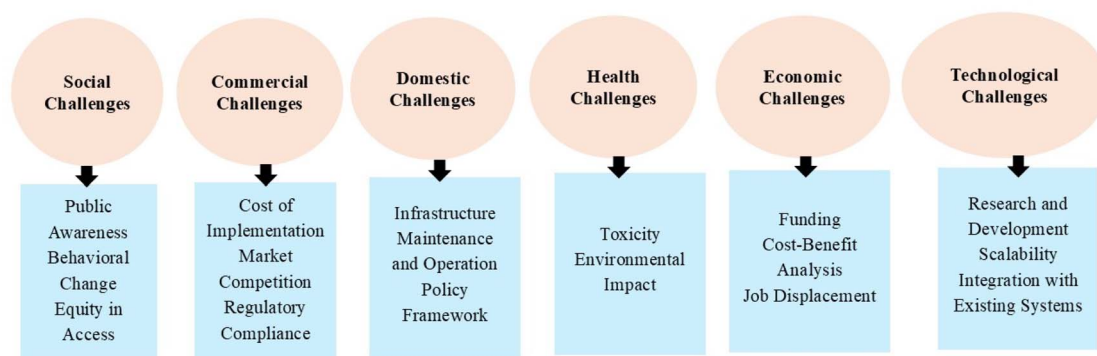 Social
Challenges
Commercial
Challenges
Domestic
Challenges
Health
Challenges
Economic
Challenges
Technological
Challenges
Public
Awareness
Behavioral
Change
Equity in
Access
Cost of
Implementation
Market
Competition
Regulatory
Compliance
Infrastructure
Maintenance
and Operation
Policy
Framework
Toxicity
Environmental
Impact
Funding
Cost-Benefit
Analysis
Job Displacement
Research and
Development
Scalability
Integration with
Existing Systems